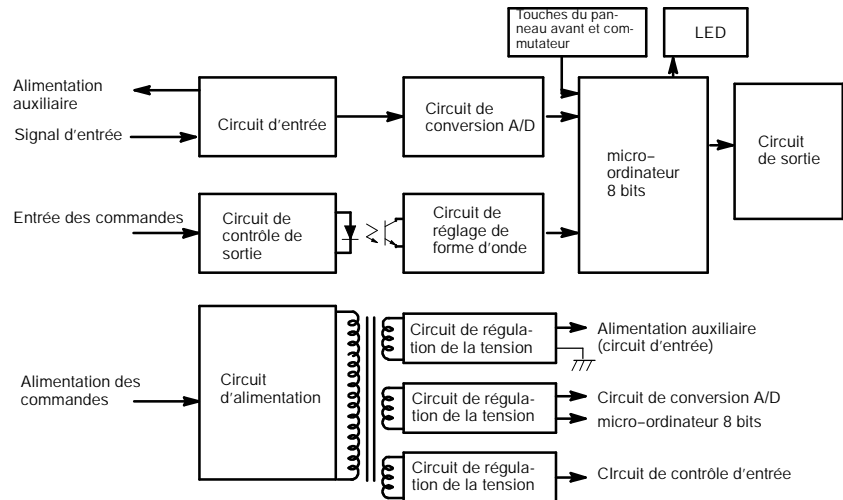 Touches du pan-
neau avant et com-
mutateur
LED
Alimentation
auxiliaire
Signal d'entrée
Circuit d'entrée
Circuit de
conversion A/D
micro-
ordinateur
8 bits
Circuit
de sortie
Entrée des commandes
Circuit de
contrôle de
sortie
Circuit de
réglage de
forme d'onde
Alimentation des
commandes
Circuit
d'alimentation
Circuit de régula-
tion de la tension
Alimentation auxiliaire
(circuit d'entrée)
Circuit de régula-
tion de la tension
Circuit de conversion A/D
micro-ordinateur 8 bits
Circuit de régula-
tion de la tension
CIrcuit de contrôle d'entrée